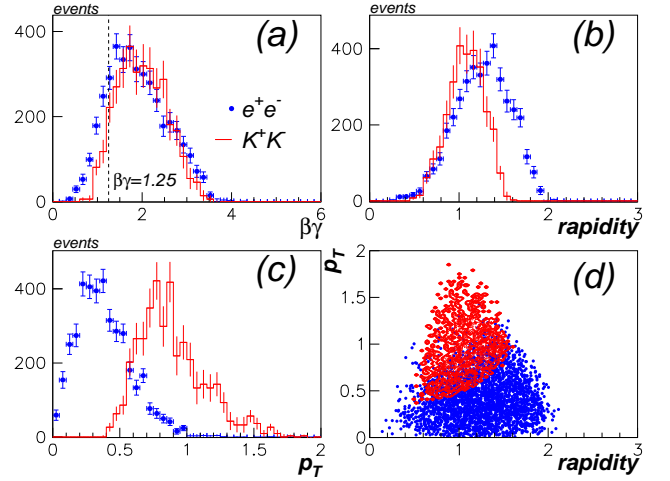 events
(a)
400
200
0
e⁺e⁻
K⁺K⁻
βγ=1.25
0 2 4 6
βγ
(b)
400
200
0
0 1 2 3
rapidity
events
(c)
400
200
0
0 0.5 1 1.5 2
p_T
p_T
(d)
2
1.5
1
0.5
0
0 1 2 3
rapidity